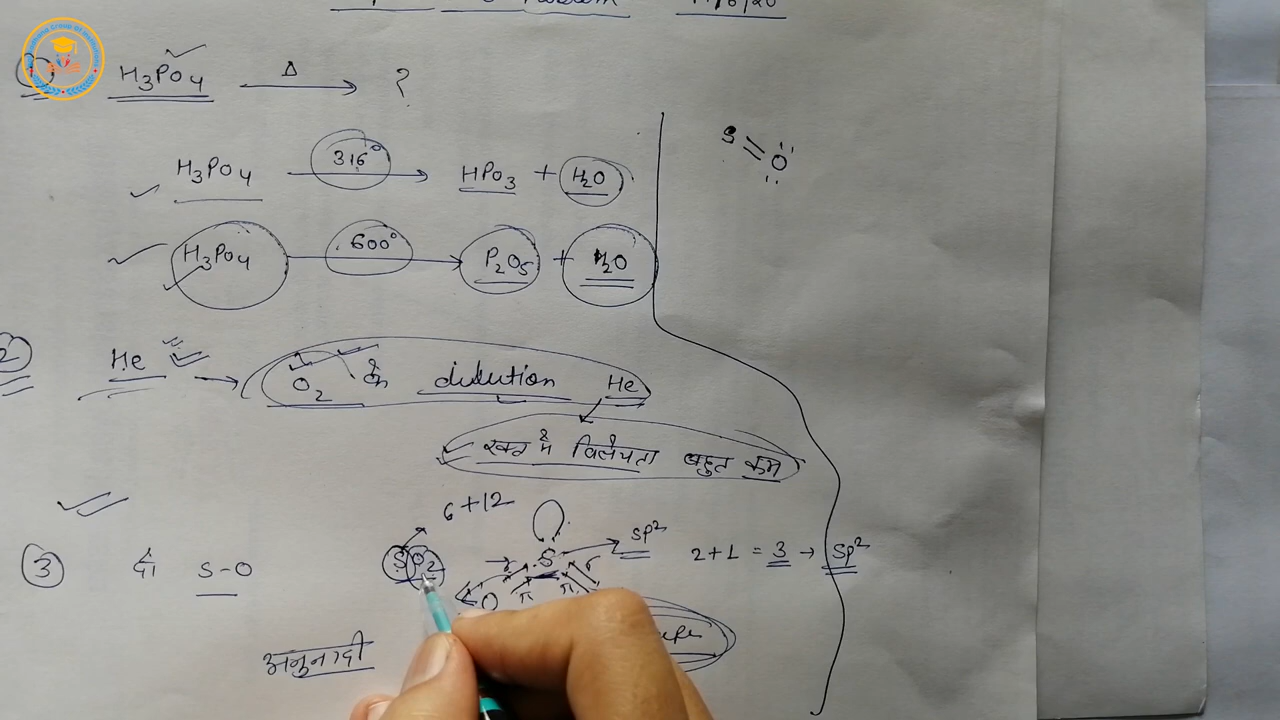 H₃PO₄ Δ → ?
H₃PO₄ 316° → HPO₃ + H₂O
H₃PO₄ 600° → P₂O₅ + H₂O
S = O
2 He → O₂ के dilution He
रक्त में विलेयता बहुत कम
6+12
3 में S-O SO₂ → S sp² 2+1 = 3 → Sp²
O π π σ
अनुनादी